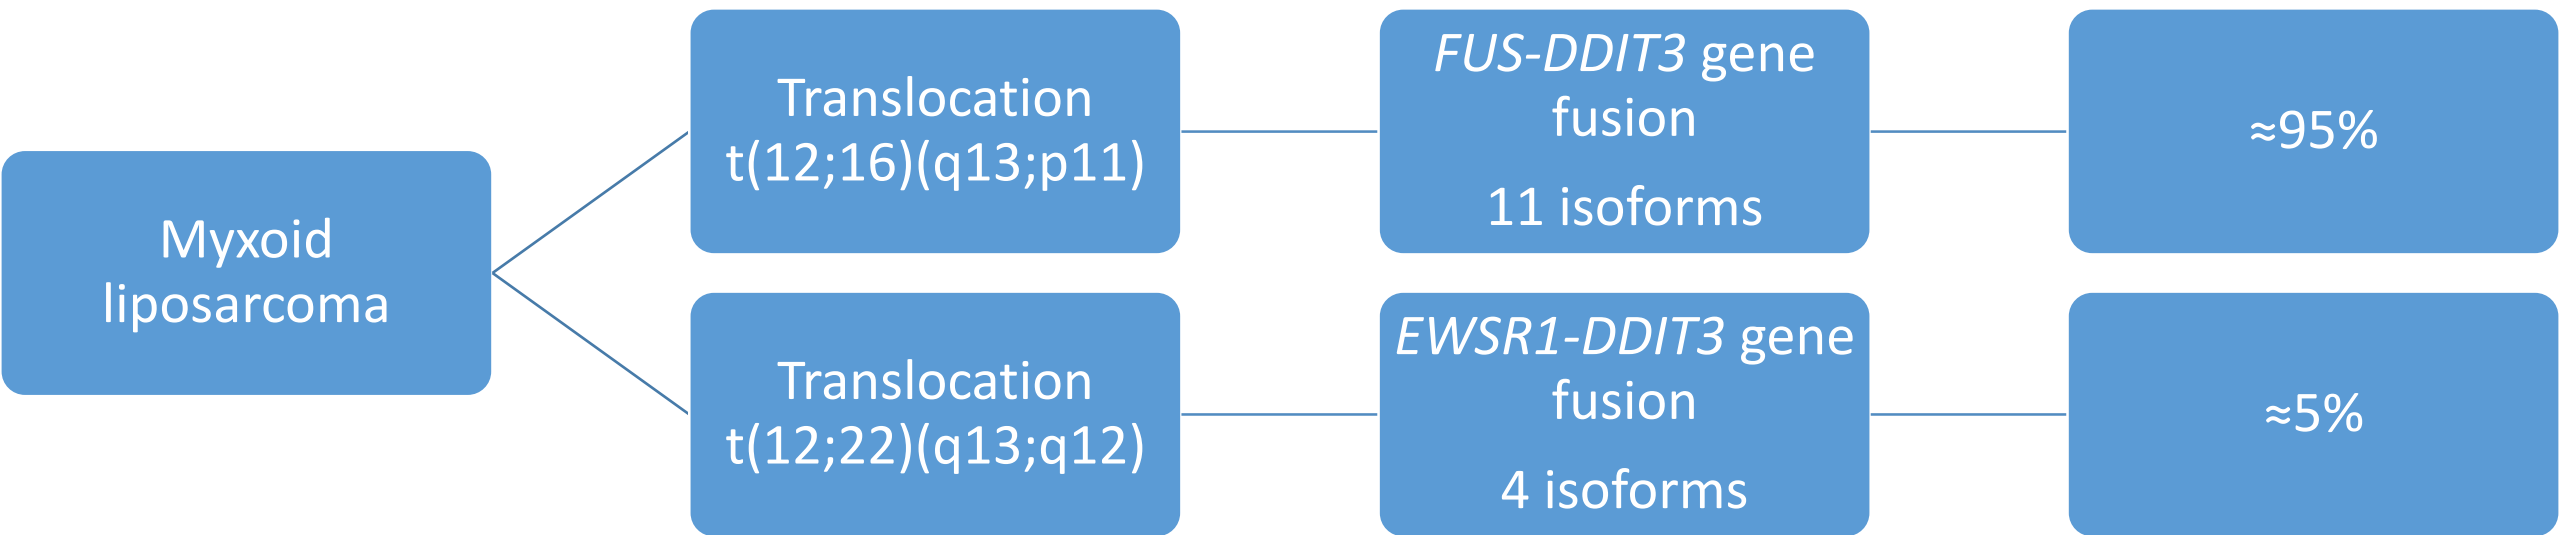 Myxoid
liposarcoma
Translocation
t(12;16)(q13;p11)
FUS-DDIT3 gene
fusion
11 isoforms
≈95%
Translocation
t(12;22)(q13;q12)
EWSR1-DDIT3 gene
fusion
4 isoforms
≈5%